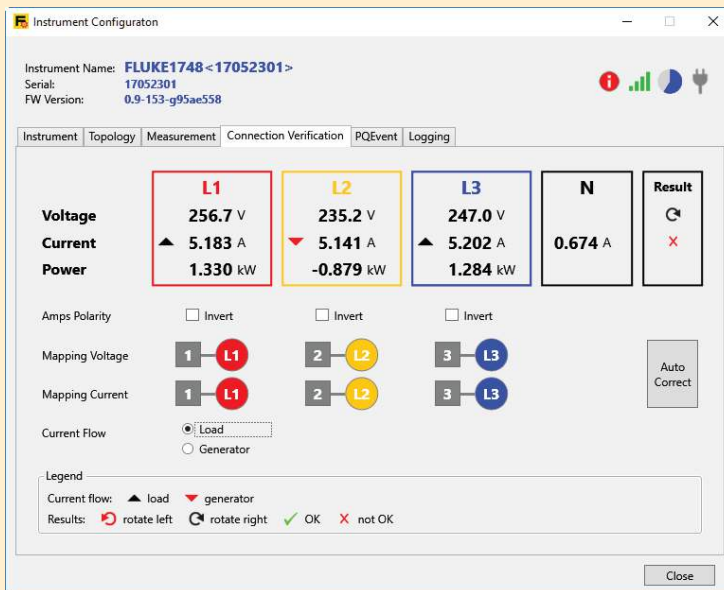 Instrument Configuraton
Instrument Name: FLUKE1748<17052301>
Serial: 17052301
FW Version: 0.9-153-g95ae558
Instrument Topology Measurement Connection Verification PQEvent Logging
L1 L2 L3 N Result
Voltage 256.7 V 235.2 V 247.0 V
Current 5.183 A 5.141 A 5.202 A 0.674 A
Power 1.330 kW -0.879 kW 1.284 kW
Amps Polarity Invert Invert Invert
Mapping Voltage 1 L1 2 L2 3 L3
Auto
Correct
Mapping Current 1 L1 2 L2 3 L3
Current Flow Load
Generator
Legend
Current flow: load generator
Results: rotate left rotate right OK not OK
Close